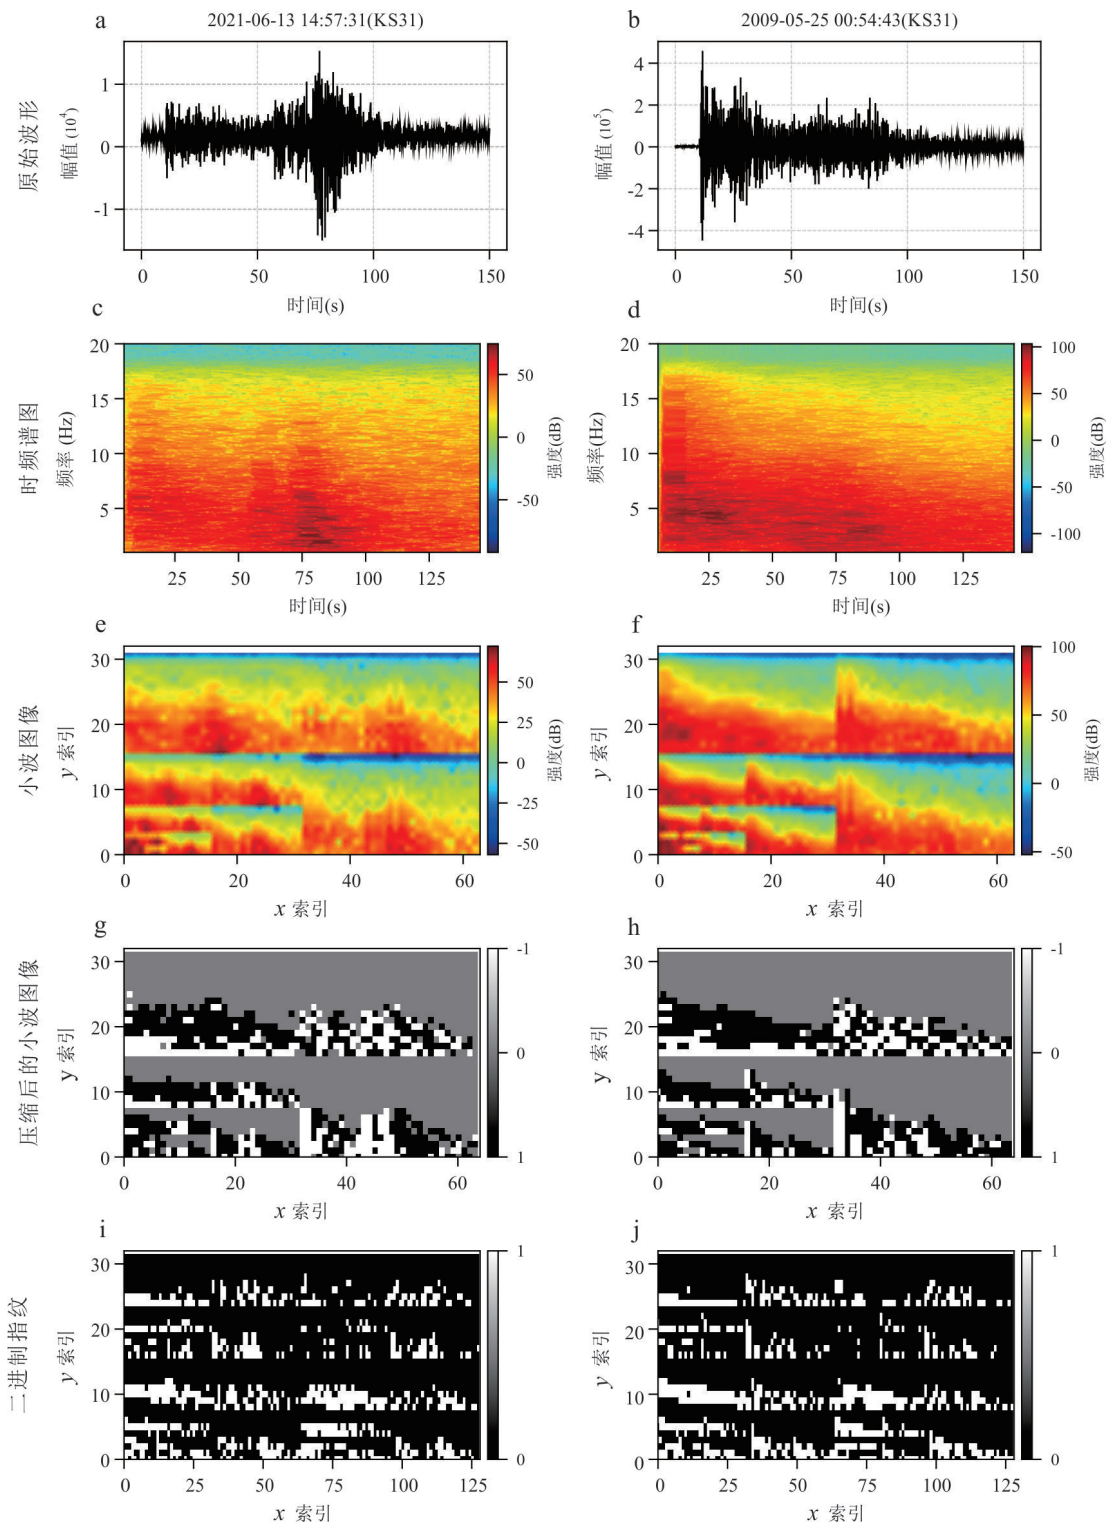 a 2021-06-13 14:57:31(KS31)
b 2009-05-25 00:54:43(KS31)
原始波形
幅值 (10⁴)
1
0
-1
0 50 100 150
时间(s)
幅值 (10⁵)
4
2
0
-2
-4
0 50 100 150
时间(s)
c
d
时频谱图
频率 (Hz)
20
15
10
5
25 50 75 100 125
时间(s)
50
0
-50
强度(dB)
频率(Hz)
20
15
10
5
25 50 75 100 125
时间(s)
100
50
0
-50
-100
强度(dB)
e
f
小波图像
y 索引
30
20
10
0
0 20 40 60
x 索引
50
25
0
-25
-50
强度(dB)
y 索引
30
20
10
0
0 20 40 60
x 索引
100
50
0
-50
强度(dB)
g
h
压缩后的小波图像
y 索引
30
20
10
0
0 20 40 60
x 索引
-1
0
1
y 索引
30
20
10
0
0 20 40 60
x 索引
-1
0
1
i
j
二进制指纹
y 索引
30
20
10
0
0 25 50 75 100 125
x 索引
1
0
y 索引
30
20
10
0
0 25 50 75 100 125
x 索引
1
0